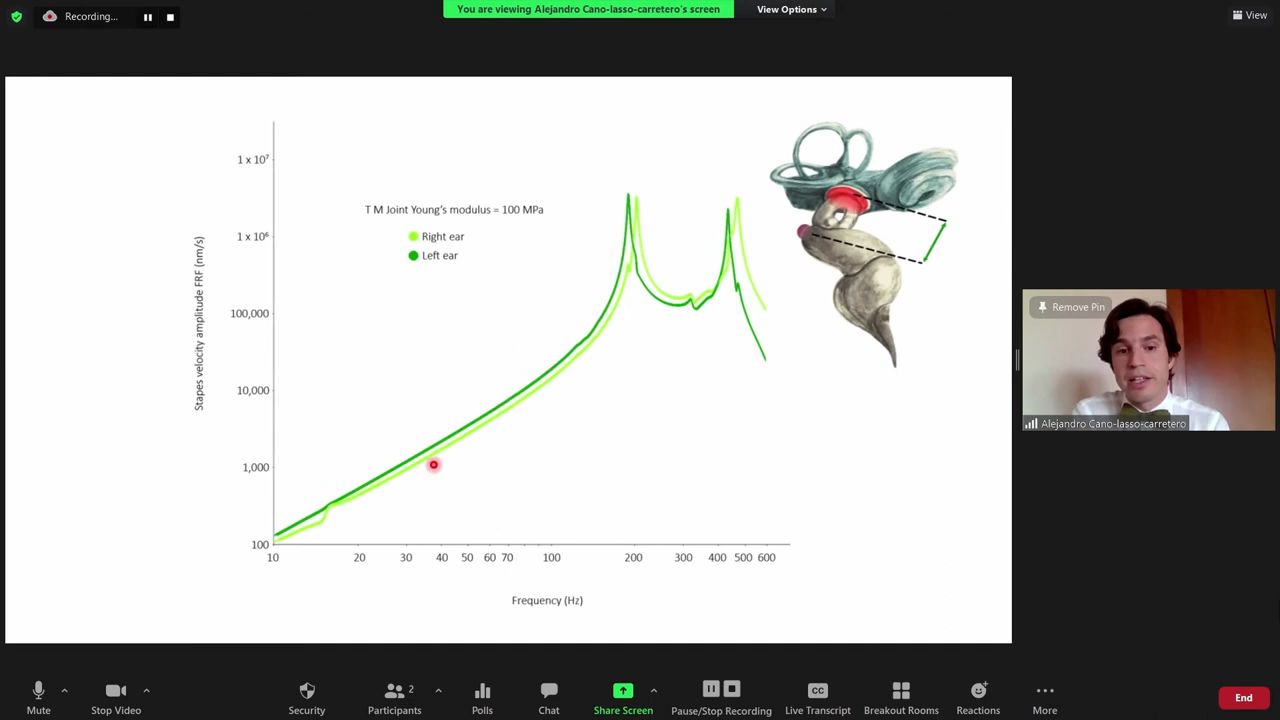 Recording...
You are viewing Alejandro Cano-lasso-carretero's screen
View Options
View
1 x 10⁷
T M Joint Young's modulus = 100 MPa
1 x 10⁶
Right ear
Left ear
Stapes velocity amplitude FRF (nm/s)
100,000
10,000
1,000
100
10 20 30 40 50 60 70 100 200 300 400 500 600
Frequency (Hz)
Remove Pin
Alejandro Cano-lasso-carretero
Mute
Stop Video
Security
2
Participants
Polls
Chat
Share Screen
Pause/Stop Recording
CC
Live Transcript
Breakout Rooms
Reactions
More
End